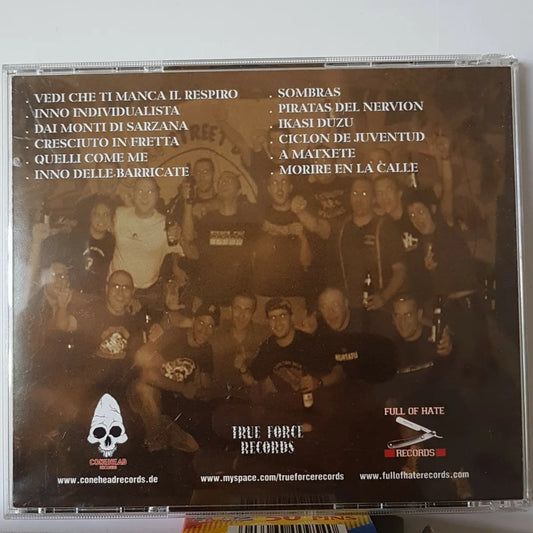 . VEDI CHE TI MANCA IL RESPIRO
. INNO INDIVIDUALISTA
. DAI MONTI DI SARZANA
. CRESCIUTO IN FRETTA
. QUELLI COME ME
. INNO DELLE BARRICATE
. SOMBRAS
. PIRATAS DEL NERVION
. IKASI DUZU
. CICLON DE JUVENTUD
. A MATXETE
. MORIRE EN LA CALLE
CONEHEAD
RECORDS
www.coneheadrecords.de
TRUE FORCE
RECORDS
www.myspace.com/trueforcerecords
FULL OF HATE
RECORDS
www.fullofhaterecords.com